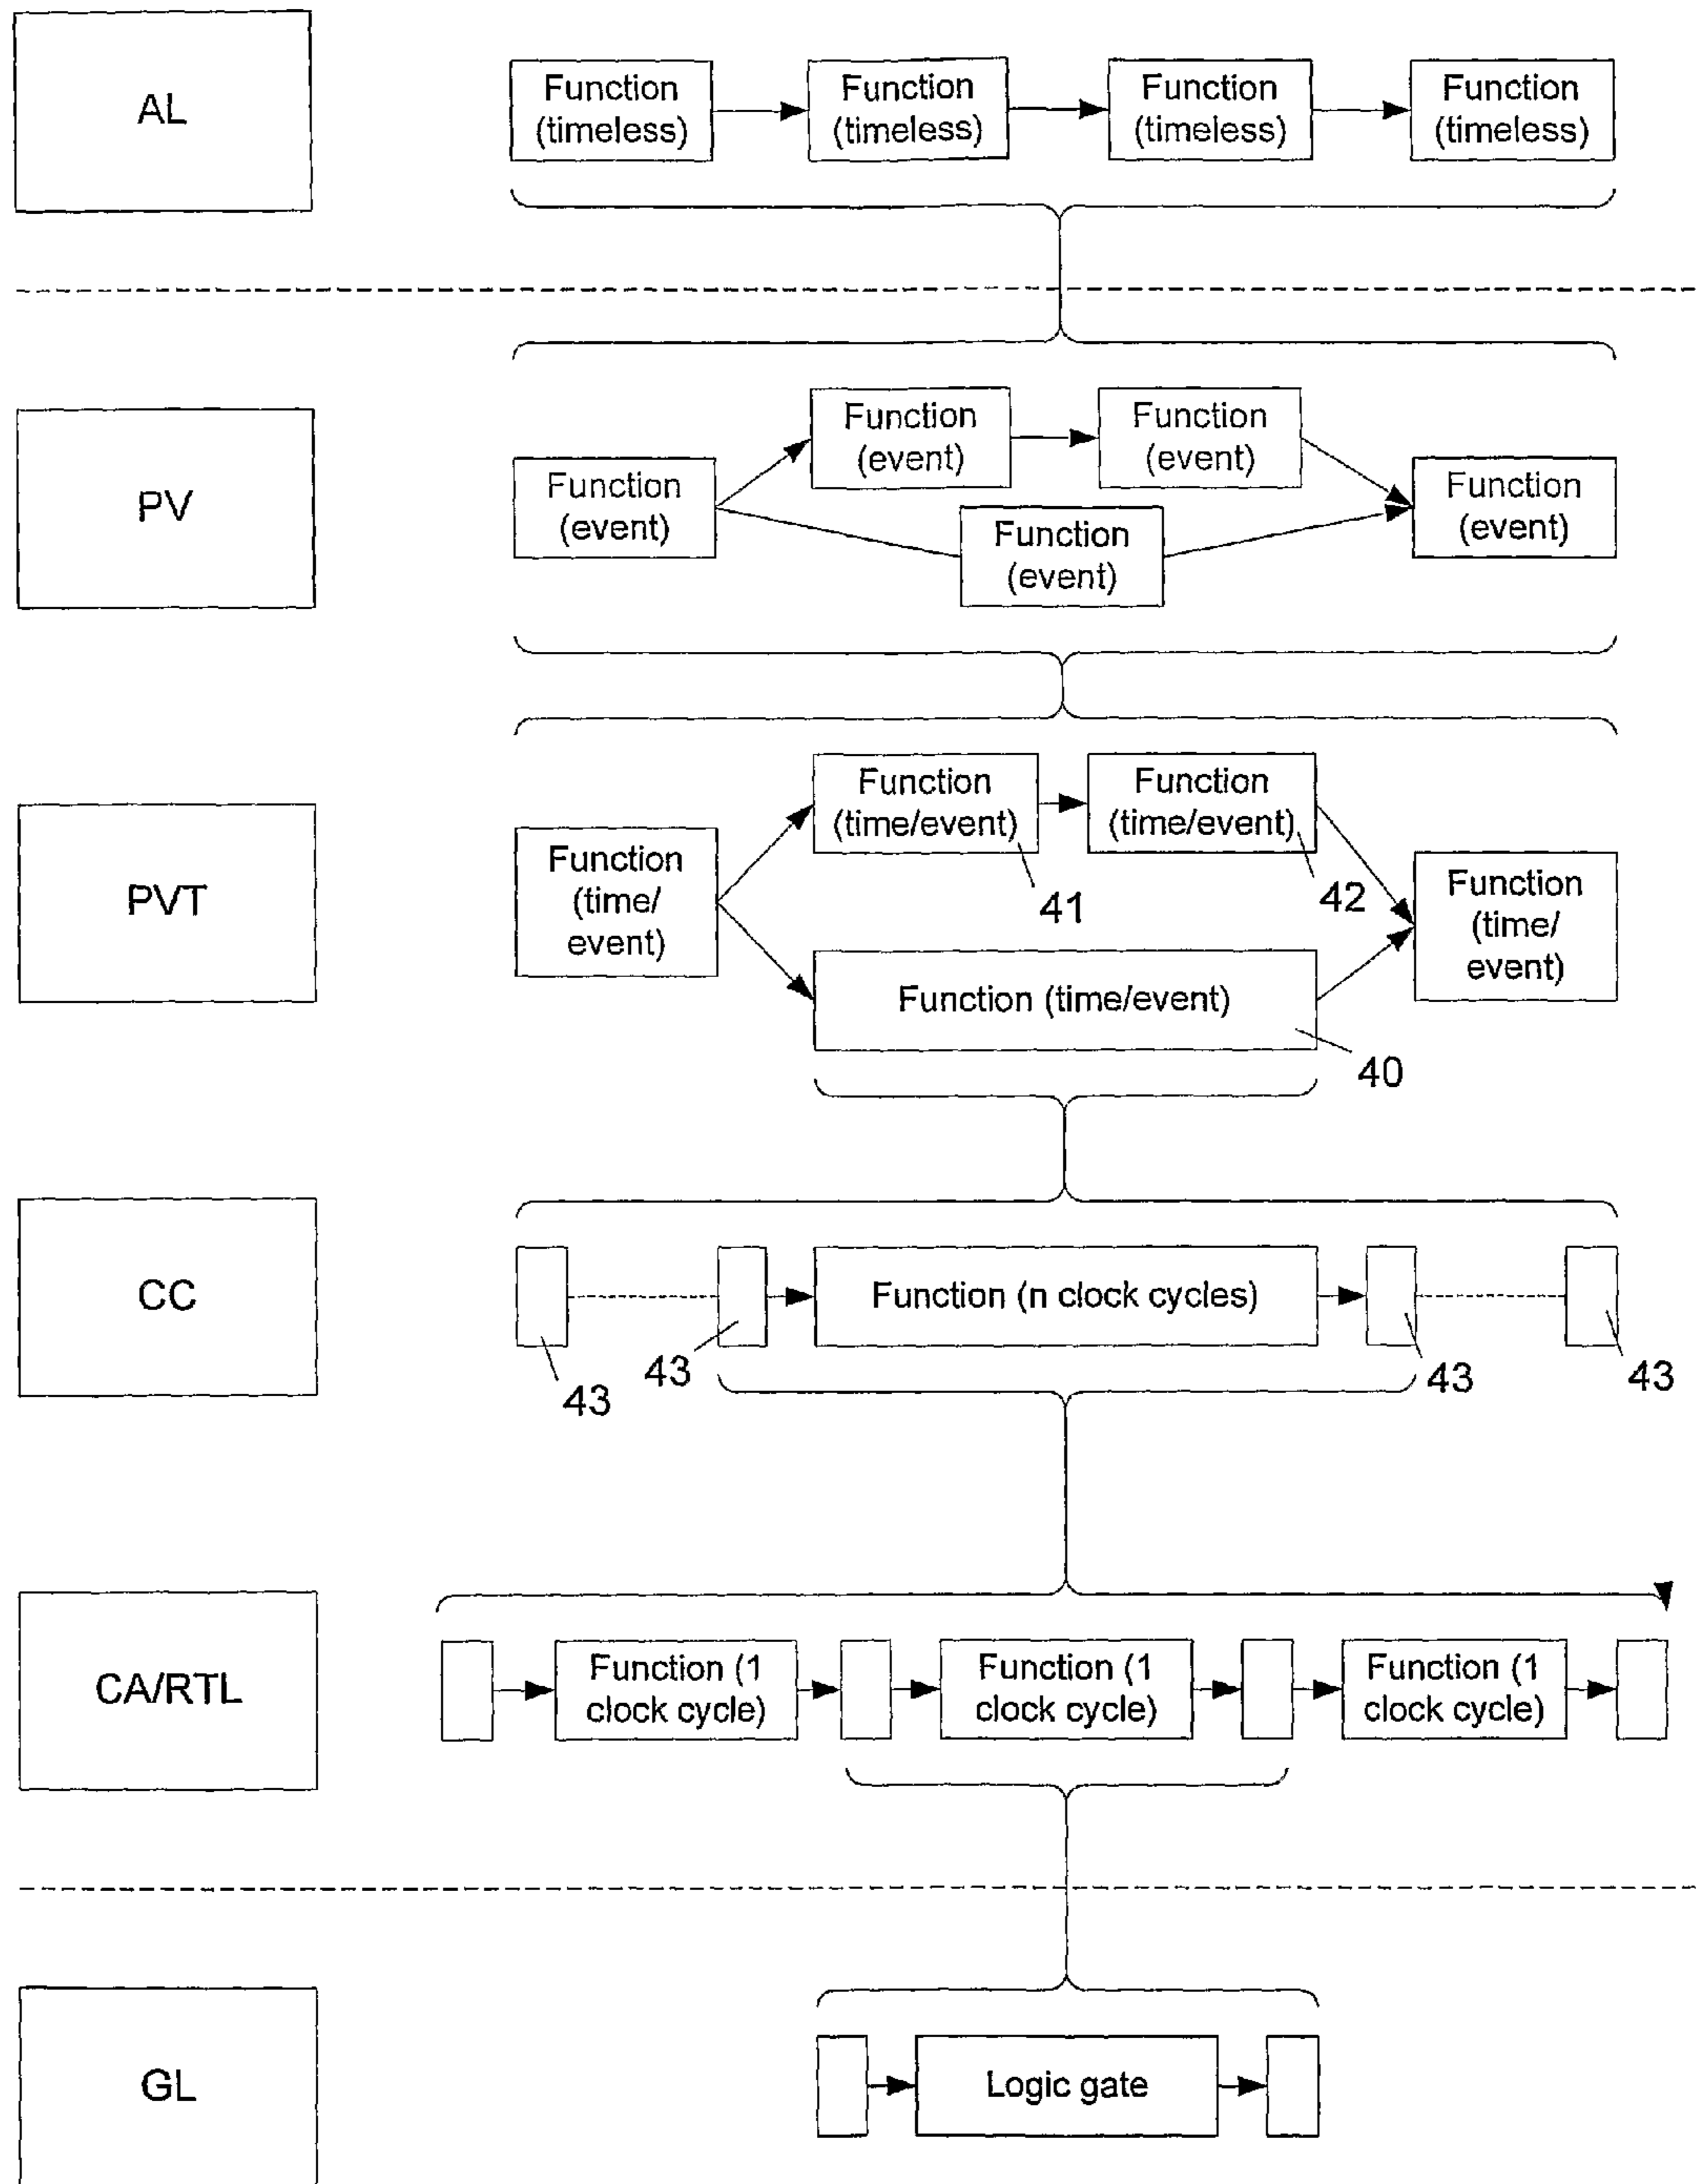 AL
Function
(timeless)
Function
(timeless)
Function
(timeless)
Function
(timeless)
PV
Function
(event)
Function
(event)
Function
(event)
Function
(event)
Function
(event)
PVT
Function
(time/
event)
Function
(time/event)
41
Function
(time/event)
42
Function (time/event)
40
Function
(time/
event)
CC
43
43
Function (n clock cycles)
43
43
CA/RTL
Function (1
clock cycle)
Function (1
clock cycle)
Function (1
clock cycle)
GL
Logic gate